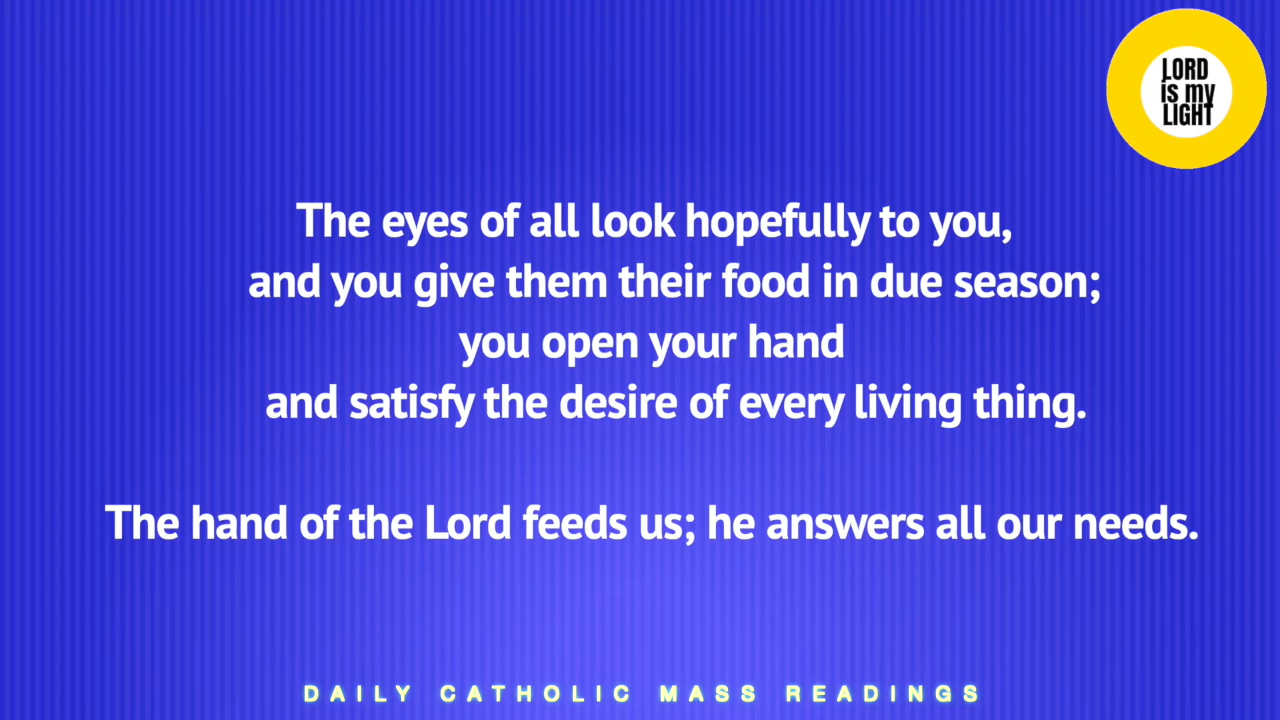 LORD
is my
LIGHT
The eyes of all look hopefully to you,
and you give them their food in due season;
you open your hand
and satisfy the desire of every living thing.
The hand of the Lord feeds us; he answers all our needs.
DAILY CATHOLIC MASS READINGS